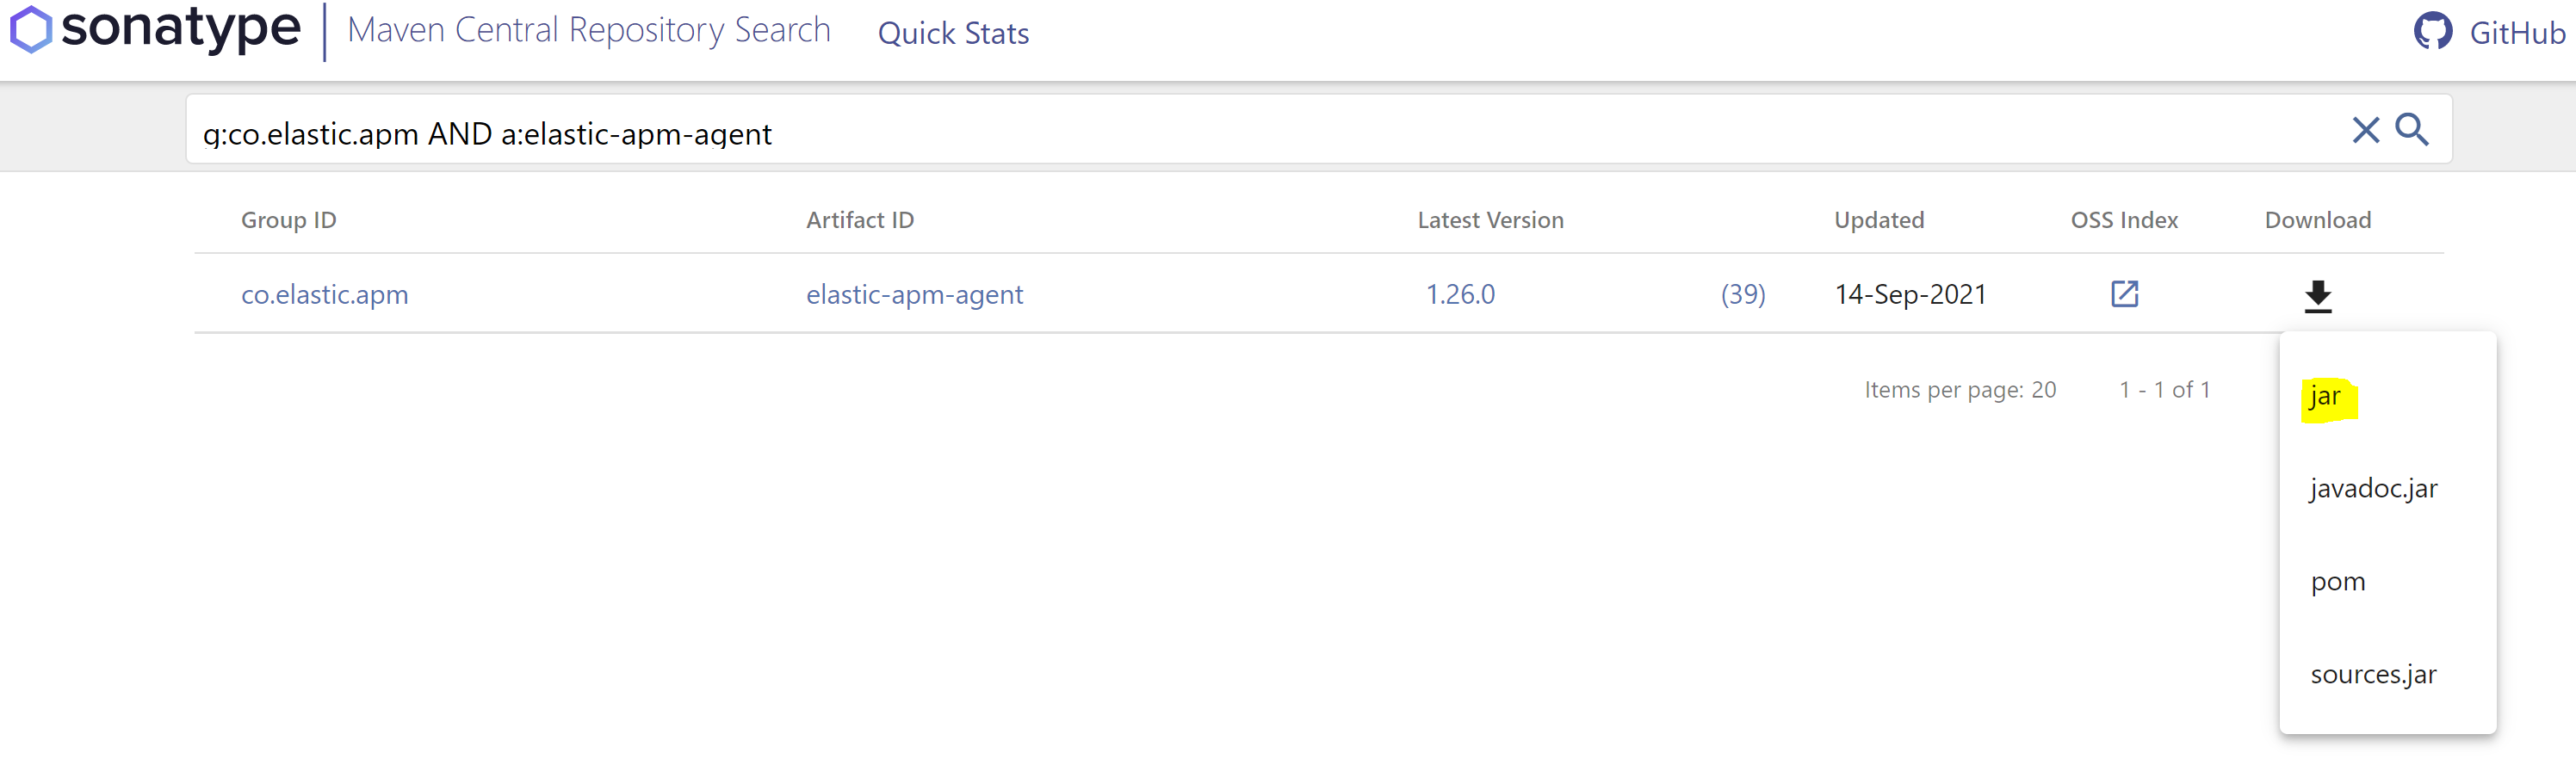 sonatype Maven Central Repository Search Quick Stats GitHub
g:co.elastic.apm AND a:elastic-apm-agent
Group ID Artifact ID Latest Version Updated OSS Index Download
co.elastic.apm elastic-apm-agent 1.26.0 (39) 14-Sep-2021
Items per page: 20 1 - 1 of 1
jar
javadoc.jar
pom
sources.jar